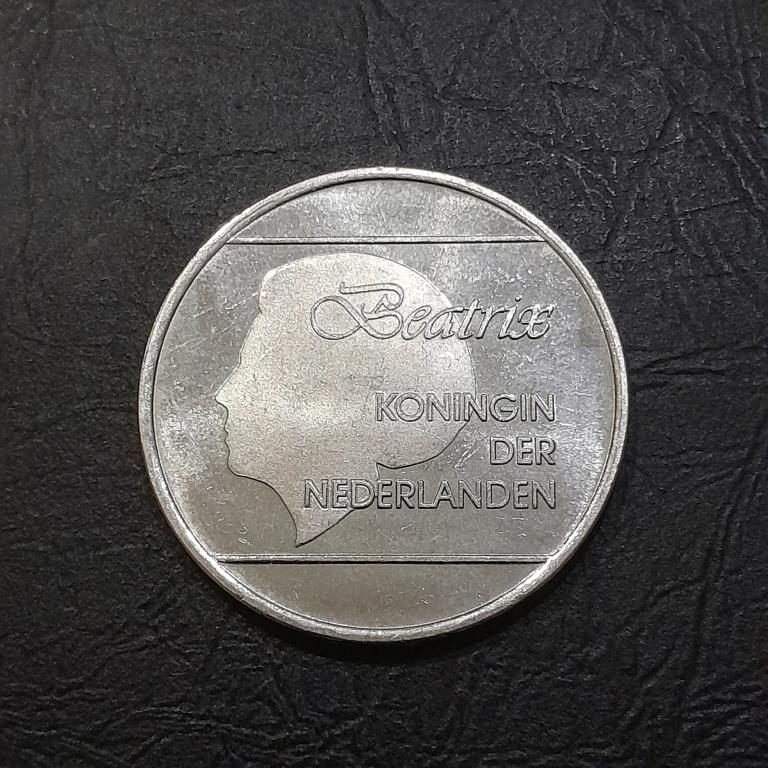 Beatrix
KONINGIN
DER
NEDERLANDEN